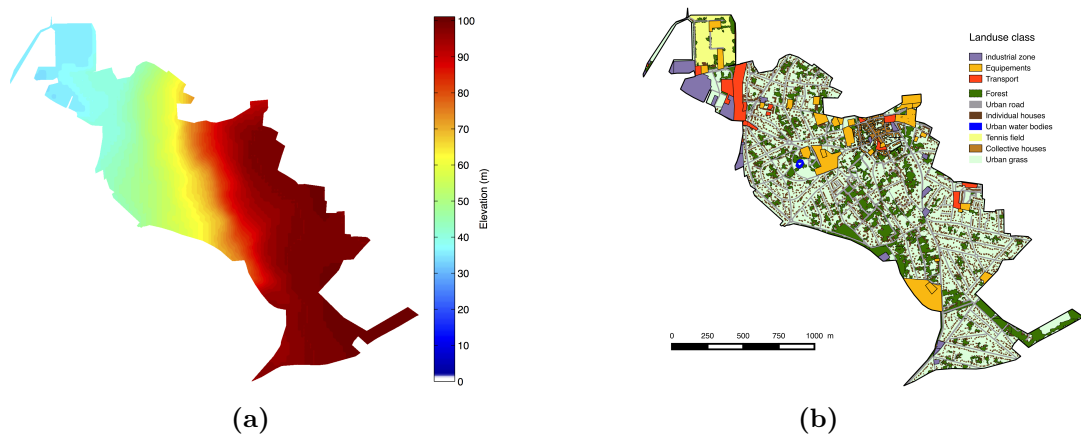 100
90
80
70
60
50
40
30
20
10
0
Elevation (m)
(a)
Landuse class
industrial zone
Equipements
Transport
Forest
Urban road
Individual houses
Urban water bodies
Tennis field
Collective houses
Urban grass
0 250 500 750 1000 m
(b)